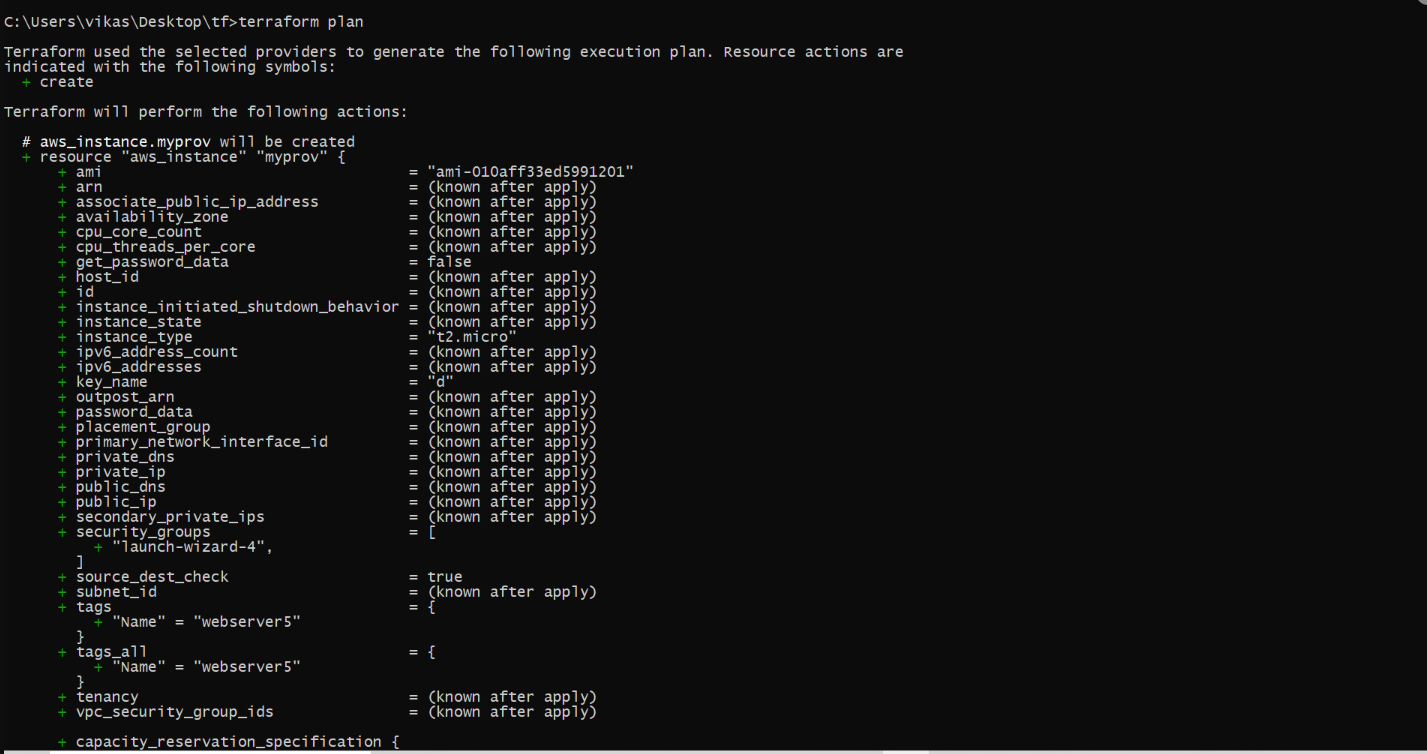 C:\Users\vikas\Desktop\tf>terraform plan
Terraform used the selected providers to generate the following execution plan. Resource actions are
indicated with the following symbols:
+ create
Terraform will perform the following actions:
# aws_instance.myprov will be created
+ resource "aws_instance" "myprov" {
+ ami = "ami-010aff33ed5991201"
+ arn = (known after apply)
+ associate_public_ip_address = (known after apply)
+ availability_zone = (known after apply)
+ cpu_core_count = (known after apply)
+ cpu_threads_per_core = (known after apply)
+ get_password_data = false
+ host_id = (known after apply)
+ id = (known after apply)
+ instance_initiated_shutdown_behavior = (known after apply)
+ instance_state = (known after apply)
+ instance_type = "t2.micro"
+ ipv6_address_count = (known after apply)
+ ipv6_addresses = (known after apply)
+ key_name = "d"
+ outpost_arn = (known after apply)
+ password_data = (known after apply)
+ placement_group = (known after apply)
+ primary_network_interface_id = (known after apply)
+ private_dns = (known after apply)
+ private_ip = (known after apply)
+ public_dns = (known after apply)
+ public_ip = (known after apply)
+ secondary_private_ips = (known after apply)
+ security_groups = [
+ "launch-wizard-4",
]
+ source_dest_check = true
+ subnet_id = (known after apply)
+ tags = {
+ "Name" = "webserver5"
}
+ tags_all = {
+ "Name" = "webserver5"
}
+ tenancy = (known after apply)
+ vpc_security_group_ids = (known after apply)
+ capacity_reservation_specification {